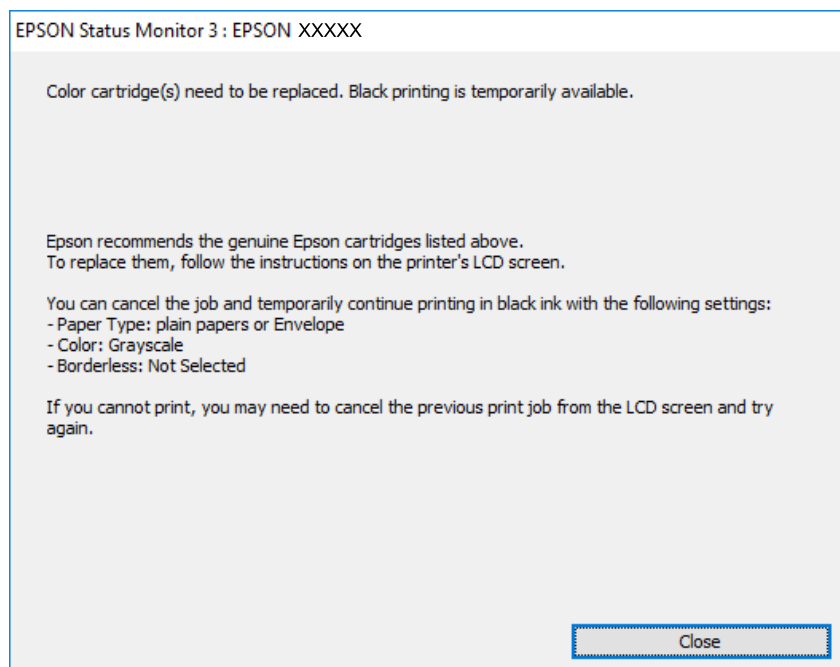 EPSON Status Monitor 3 : EPSON XXXXX
Color cartridge(s) need to be replaced. Black printing is temporarily available.
Epson recommends the genuine Epson cartridges listed above.
To replace them, follow the instructions on the printer's LCD screen.
You can cancel the job and temporarily continue printing in black ink with the following settings:
- Paper Type: plain papers or Envelope
- Color: Grayscale
- Borderless: Not Selected
If you cannot print, you may need to cancel the previous print job from the LCD screen and try
again.
Close